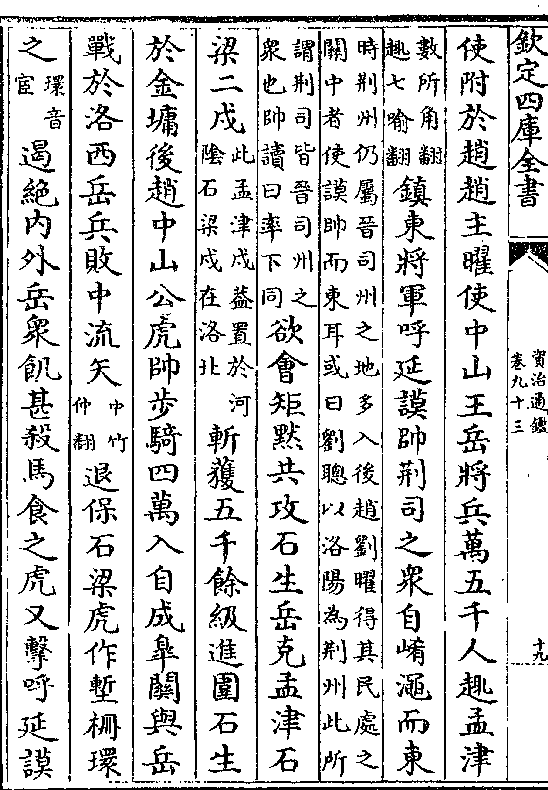 欽定四庫全書
資治通鑑
卷九十三
十九
使附於趙趙主曜使中山王岳將兵萬五千人趣孟津
數所角翻
趣七喻翻
鎮東將軍呼延謨帥荆司之衆自崤澠而東
時荆州仍屬晉司州之地多入後趙劉曜得其民處之
關中者使謨帥而東耳或曰劉聰以洛陽為荆州此所
謂荆司皆晉司州之
衆也帥讀曰率下同
欲會矩默共攻石生岳克孟津石
梁二戍
此孟津戍葢置於河
隂石梁戍在洛北
斬獲五千餘級進圍石生
於金墉後趙中山公虎帥步騎四萬入自成臯關與岳
戰於洛西岳兵敗中流矢
中竹
仲翻
退保石梁虎作塹柵環
之
環音
宦
遏絶内外岳衆飢甚殺馬食之虎又擊呼延謨